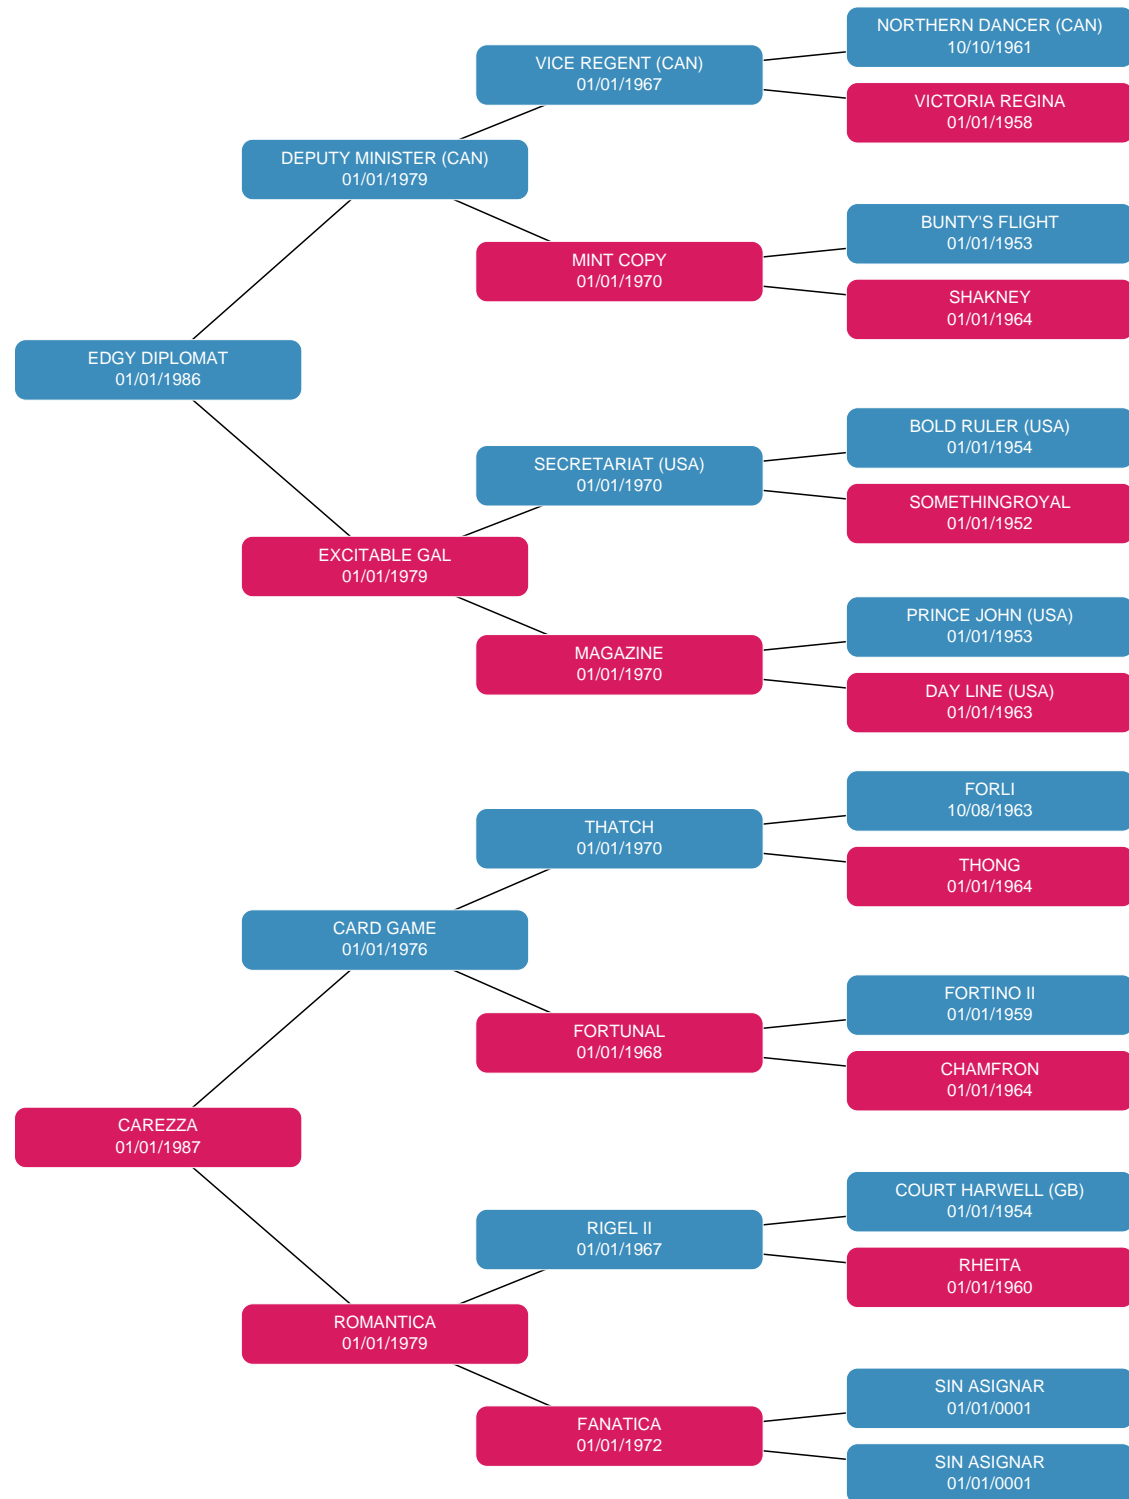 NORTHERN DANCER (CAN)
10/10/1961
VICE REGENT (CAN)
01/01/1967
VICTORIA REGINA
01/01/1958
DEPUTY MINISTER (CAN)
01/01/1979
BUNTY'S FLIGHT
01/01/1953
MINT COPY
01/01/1970
SHAKNEY
01/01/1964
EDGY DIPLOMAT
01/01/1986
BOLD RULER (USA)
01/01/1954
SECRETARIAT (USA)
01/01/1970
SOMETHINGROYAL
01/01/1952
EXCITABLE GAL
01/01/1979
PRINCE JOHN (USA)
01/01/1953
MAGAZINE
01/01/1970
DAY LINE (USA)
01/01/1963
FORLI
10/08/1963
THATCH
01/01/1970
THONG
01/01/1964
CARD GAME
01/01/1976
FORTINO II
01/01/1959
FORTUNAL
01/01/1968
CHAMFRON
01/01/1964
CAREZZA
01/01/1987
COURT HARWELL (GB)
01/01/1954
RIGEL II
01/01/1967
RHEITA
01/01/1960
ROMANTICA
01/01/1979
SIN ASIGNAR
01/01/0001
FANATICA
01/01/1972
SIN ASIGNAR
01/01/0001